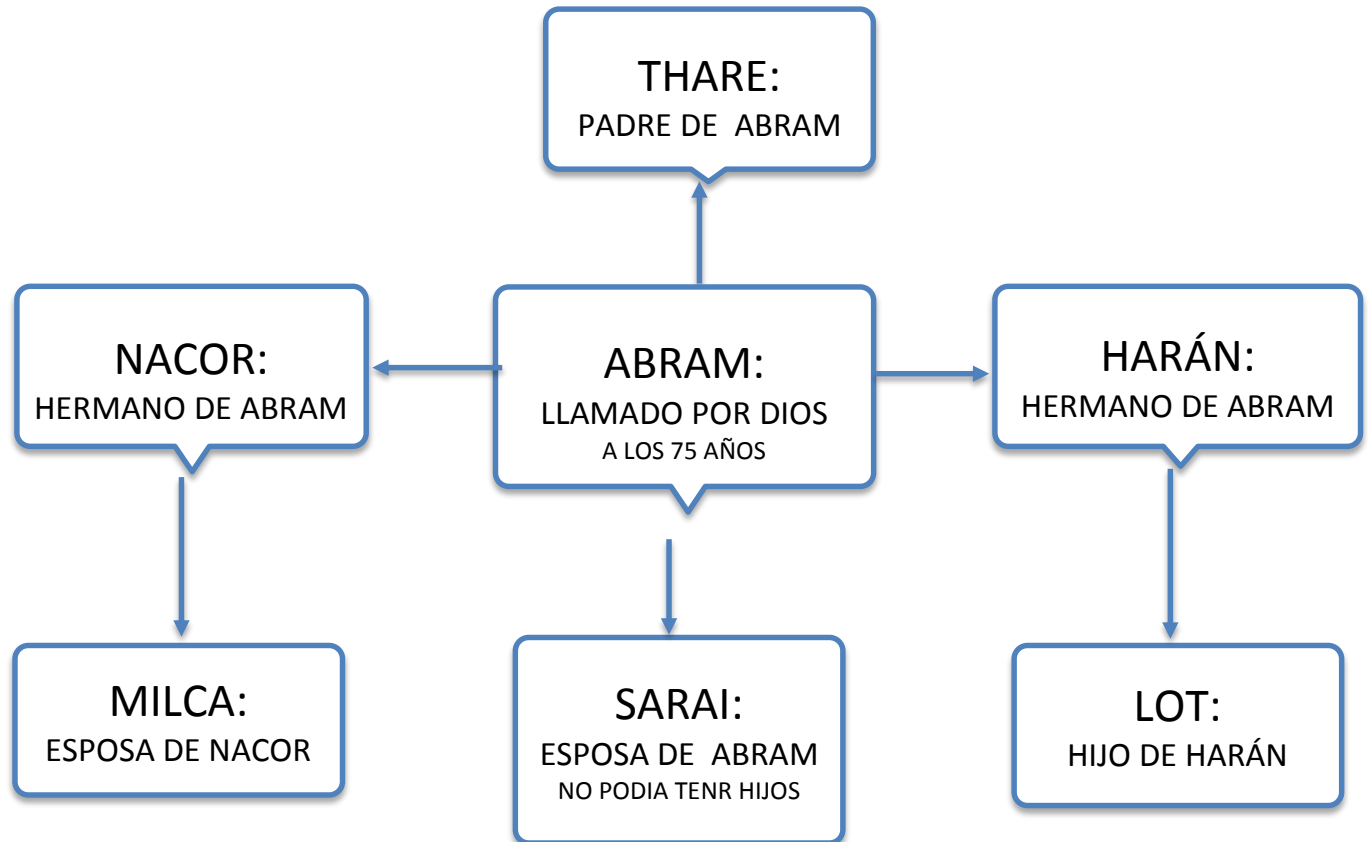 THARE:
PADRE DE ABRAM
NACOR:
HERMANO DE ABRAM
ABRAM:
LLAMADO POR DIOS
A LOS 75 AÑOS
HARÁN:
HERMANO DE ABRAM
MILCA:
ESPOSA DE NACOR
SARAI:
ESPOSA DE ABRAM
NO PODIA TENR HIJOS
LOT:
HIJO DE HARÁN